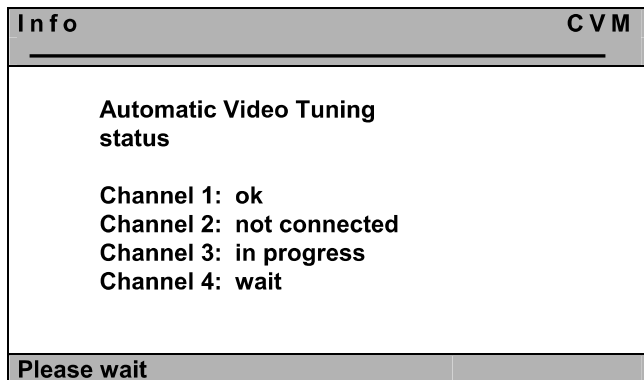 Info CVM
Automatic Video Tuning
status
Channel 1: ok
Channel 2: not connected
Channel 3: in progress
Channel 4: wait
Please wait